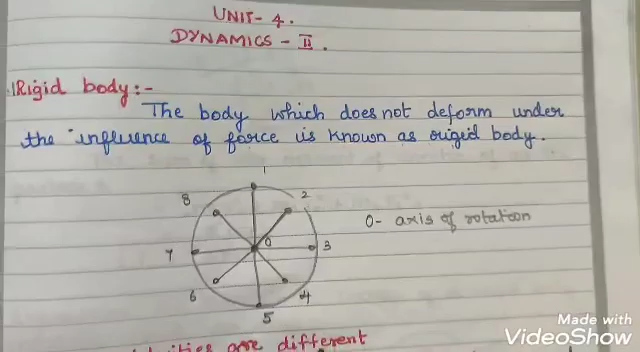 UNIT- 4.
DYNAMICS - II.
Rigid body:-
The body which does not deform under
the influence of force is known as rigid body.
1
8
2
O- axis of rotation
O
7
3
6
4
5
are different
Made with
VideoShow